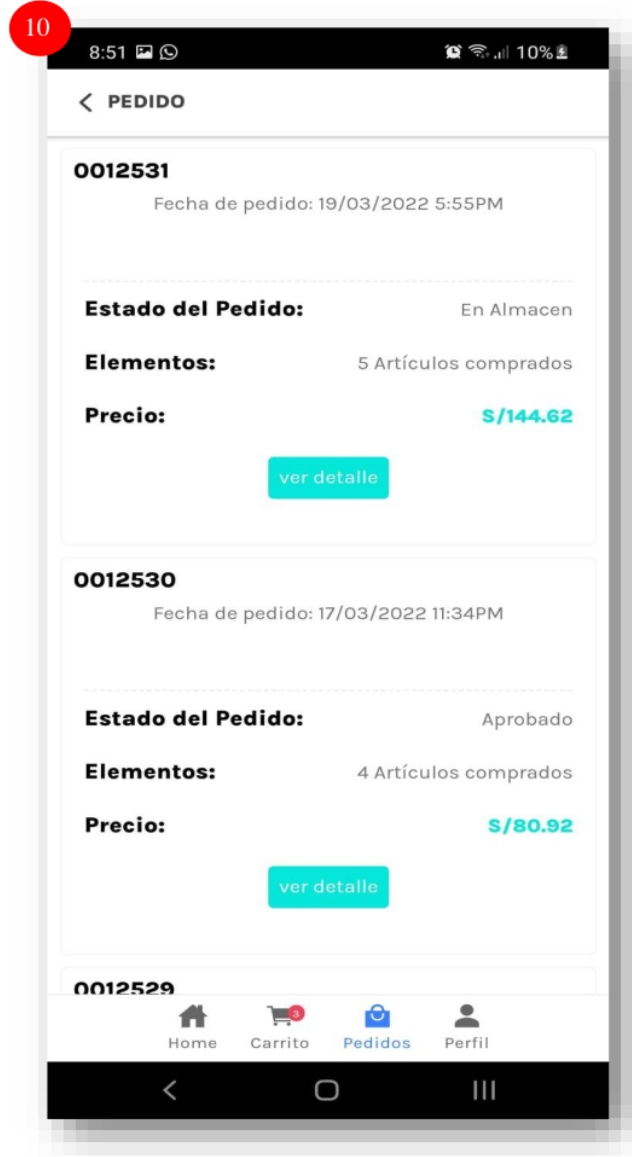 10
8:51
10%
PEDIDO
0012531
Fecha de pedido: 19/03/2022 5:55PM
Estado del Pedido: En Almacen
Elementos: 5 Artículos comprados
Precio: S/144.62
ver detalle
0012530
Fecha de pedido: 17/03/2022 11:34PM
Estado del Pedido: Aprobado
Elementos: 4 Artículos comprados
Precio: S/80.92
ver detalle
0012529
3
Home Carrito Pedidos Perfil